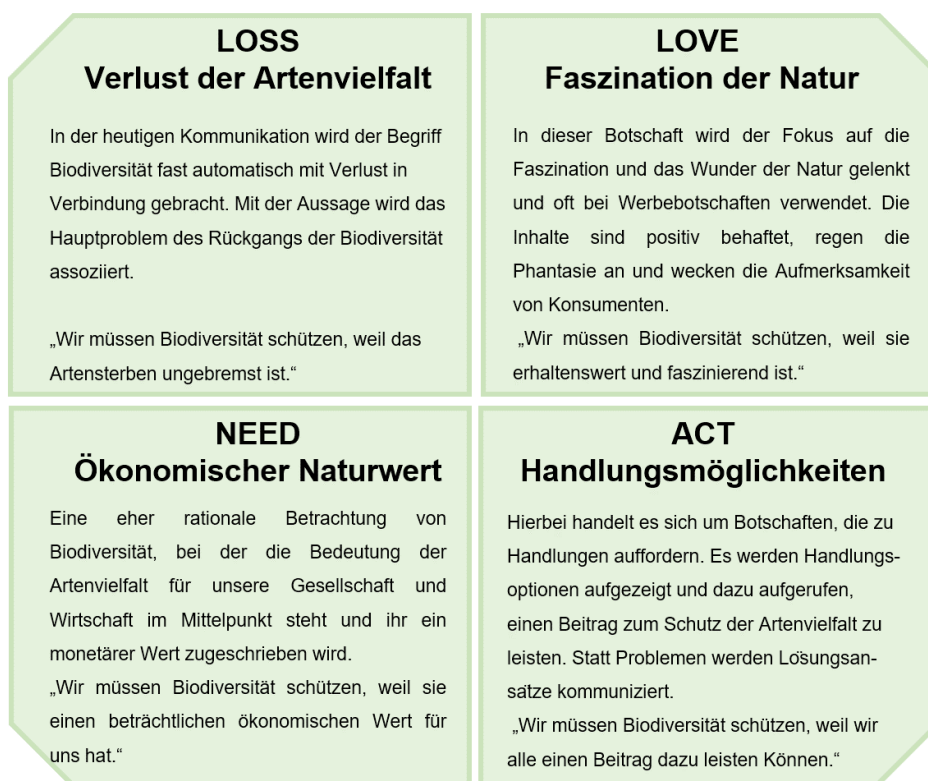 LOSS
Verlust der Artenvielfalt
In der heutigen Kommunikation wird der Begriff
Biodiversität fast automatisch mit Verlust in
Verbindung gebracht. Mit der Aussage wird das
Hauptproblem des Rückgangs der Biodiversität
assoziiert.
„Wir müssen Biodiversität schützen, weil das
Artensterben ungebremst ist.“
LOVE
Faszination der Natur
In dieser Botschaft wird der Fokus auf die
Faszination und das Wunder der Natur gelenkt
und oft bei Werbebotschaften verwendet. Die
Inhalte sind positiv behaftet, regen die
Phantasie an und wecken die Aufmerksamkeit
von Konsumenten.
„Wir müssen Biodiversität schützen, weil sie
erhaltenswert und faszinierend ist.“
NEED
Ökonomischer Naturwert
Eine eher rationale Betrachtung von
Biodiversität, bei der die Bedeutung der
Artenvielfalt für unsere Gesellschaft und
Wirtschaft im Mittelpunkt steht und ihr ein
monetärer Wert zugeschrieben wird.
„Wir müssen Biodiversität schützen, weil sie
einen beträchtlichen ökonomischen Wert für
uns hat.“
ACT
Handlungsmöglichkeiten
Hierbei handelt es sich um Botschaften, die zu
Handlungen auffordern. Es werden Handlungs-
optionen aufgezeigt und dazu aufgerufen,
einen Beitrag zum Schutz der Artenvielfalt zu
leisten. Statt Problemen werden Lösungsan-
sätze kommuniziert.
„Wir müssen Biodiversität schützen, weil wir
alle einen Beitrag dazu leisten Können.“